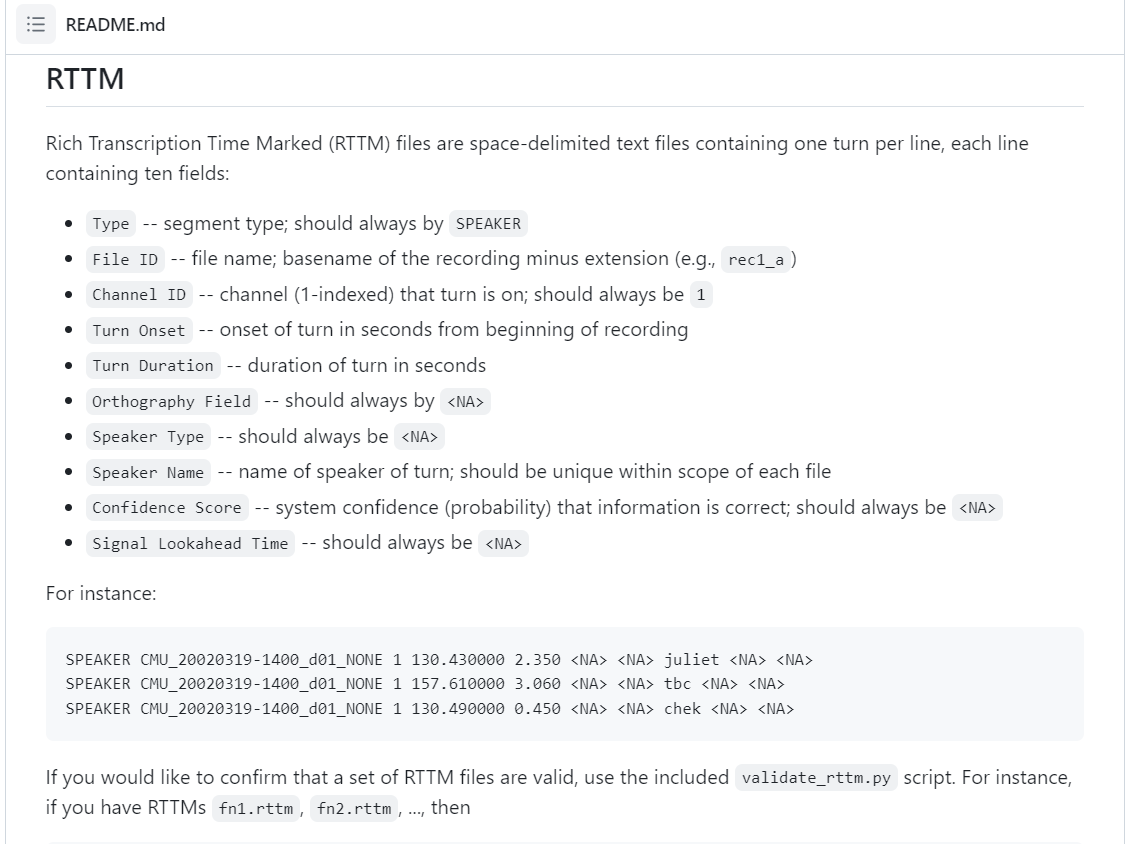 README.md
RTTM
Rich Transcription Time Marked (RTTM) files are space-delimited text files containing one turn per line, each line
containing ten fields:
Type -- segment type; should always by SPEAKER
File ID -- file name; basename of the recording minus extension (e.g., rec1_a)
Channel ID -- channel (1-indexed) that turn is on; should always be 1
Turn Onset -- onset of turn in seconds from beginning of recording
Turn Duration -- duration of turn in seconds
Orthography Field -- should always by <NA>
Speaker Type -- should always be <NA>
Speaker Name -- name of speaker of turn; should be unique within scope of each file
Confidence Score -- system confidence (probability) that information is correct; should always be <NA>
Signal Lookahead Time -- should always be <NA>
For instance:
SPEAKER CMU_20020319-1400_d01_NONE 1 130.430000 2.350 <NA> <NA> juliet <NA> <NA>
SPEAKER CMU_20020319-1400_d01_NONE 1 157.610000 3.060 <NA> <NA> tbc <NA> <NA>
SPEAKER CMU_20020319-1400_d01_NONE 1 130.490000 0.450 <NA> <NA> chek <NA> <NA>
If you would like to confirm that a set of RTTM files are valid, use the included validate_rttm.py script. For instance,
if you have RTTMs fn1.rttm, fn2.rttm, ..., then